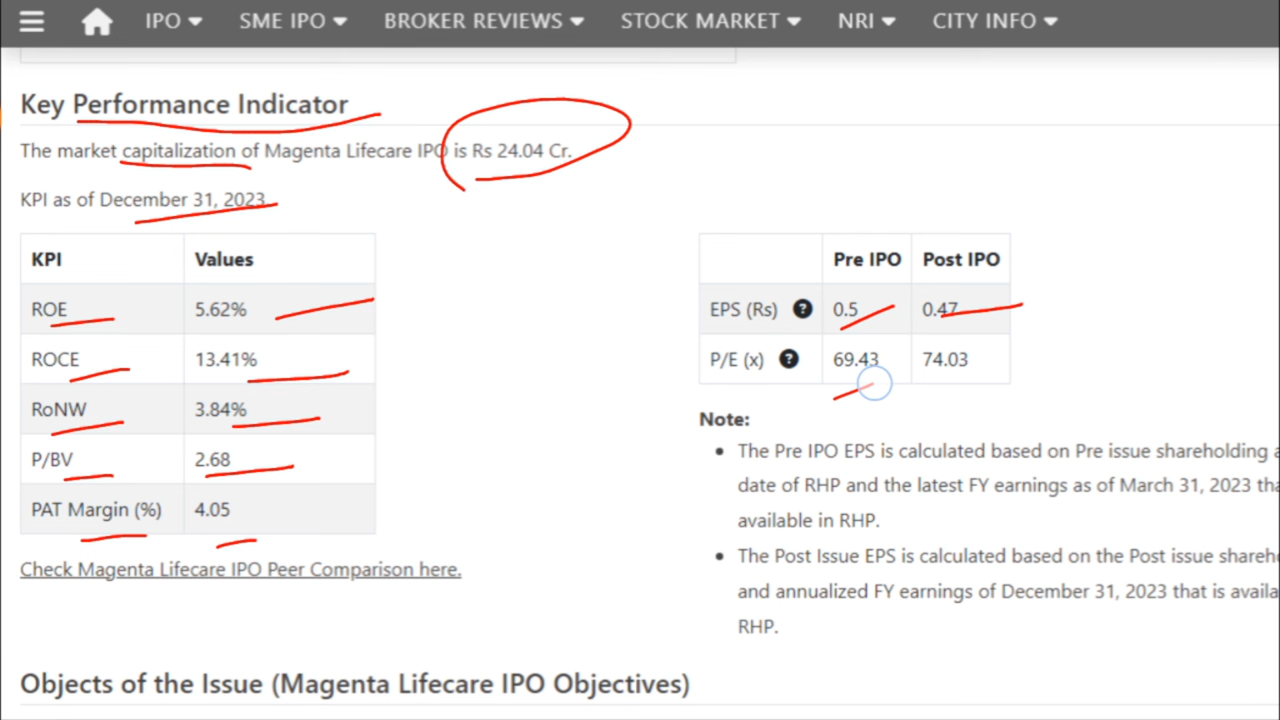 IPO SME IPO BROKER REVIEWS STOCK MARKET NRI CITY INFO
Key Performance Indicator
The market capitalization of Magenta Lifecare IPO is Rs 24.04 Cr.
KPI as of December 31, 2023.
KPI Values
ROE 5.62%
ROCE 13.41%
RoNW 3.84%
P/BV 2.68
PAT Margin (%) 4.05
Check Magenta Lifecare IPO Peer Comparison here.
Pre IPO Post IPO
EPS (Rs) ? 0.5 0.47
P/E (x) ? 69.43 74.03
Note:
The Pre IPO EPS is calculated based on Pre issue shareholding
date of RHP and the latest FY earnings as of March 31, 2023
available in RHP.
The Post Issue EPS is calculated based on the Post issue
and annualized FY earnings of December 31, 2023 that is
RHP.
Objects of the Issue (Magenta Lifecare IPO Objectives)